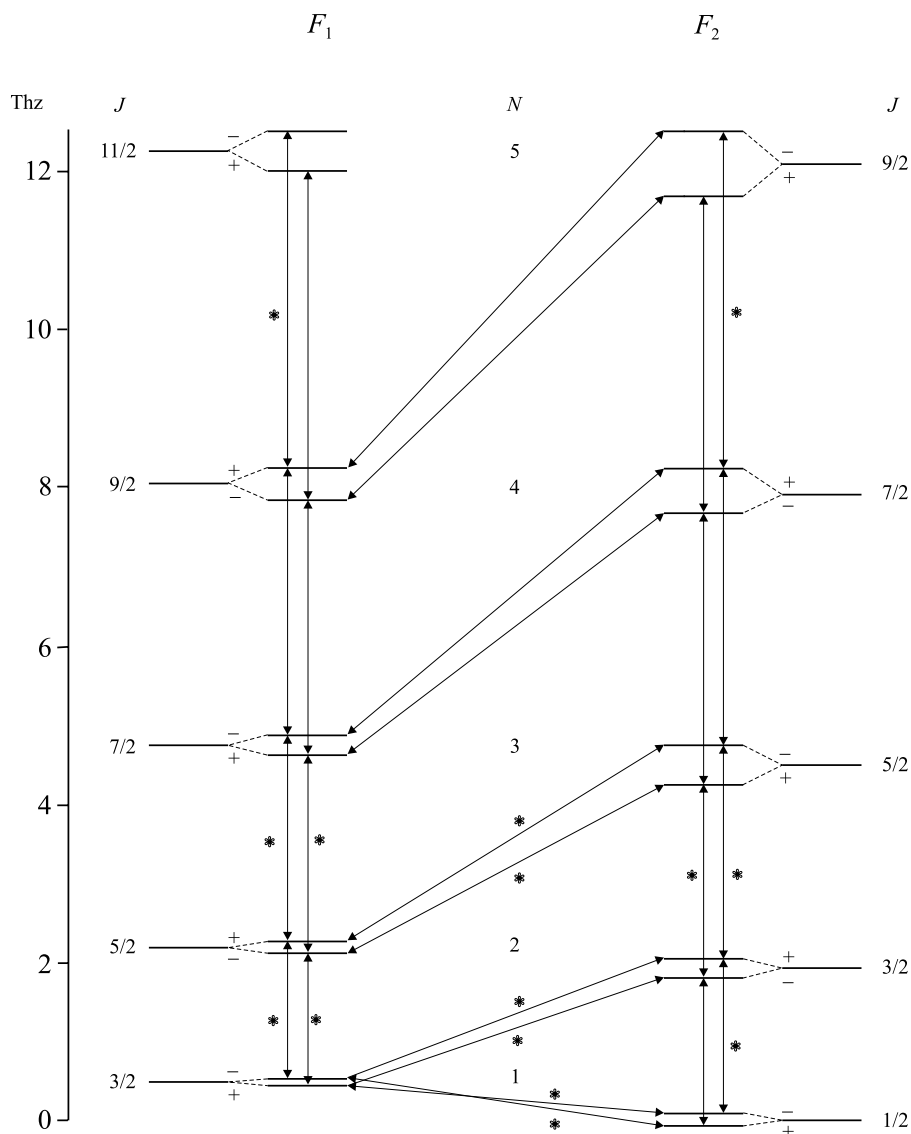 F₁ F₂
Thz J N J
−
11/2 5 − 9/2
+ 12 +
10
+ +
9/2 8 4 7/2
− −
6
−
7/2 3 − 5/2
+ +
4
+
5/2 2 + 3/2
− 2 −
−
3/2 1 −
+ 0 1/2
+